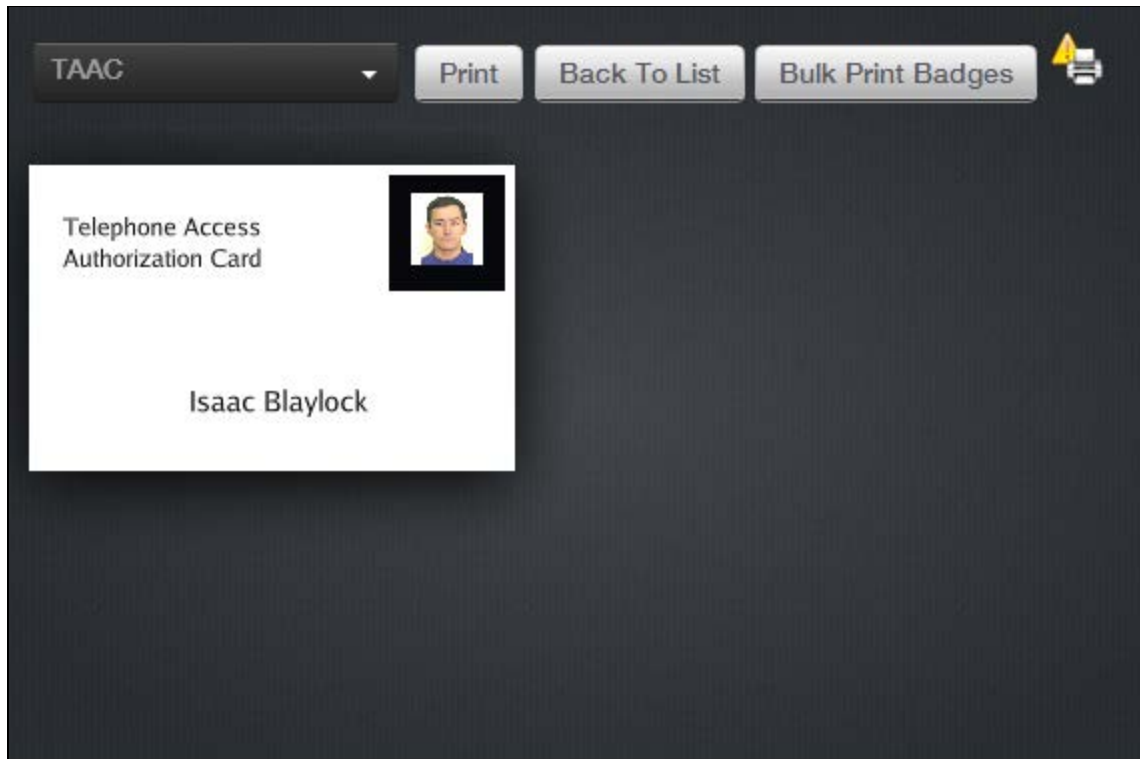 TAAC
Print
Back To List
Bulk Print Badges
Telephone Access
Authorization Card
Isaac Blaylock